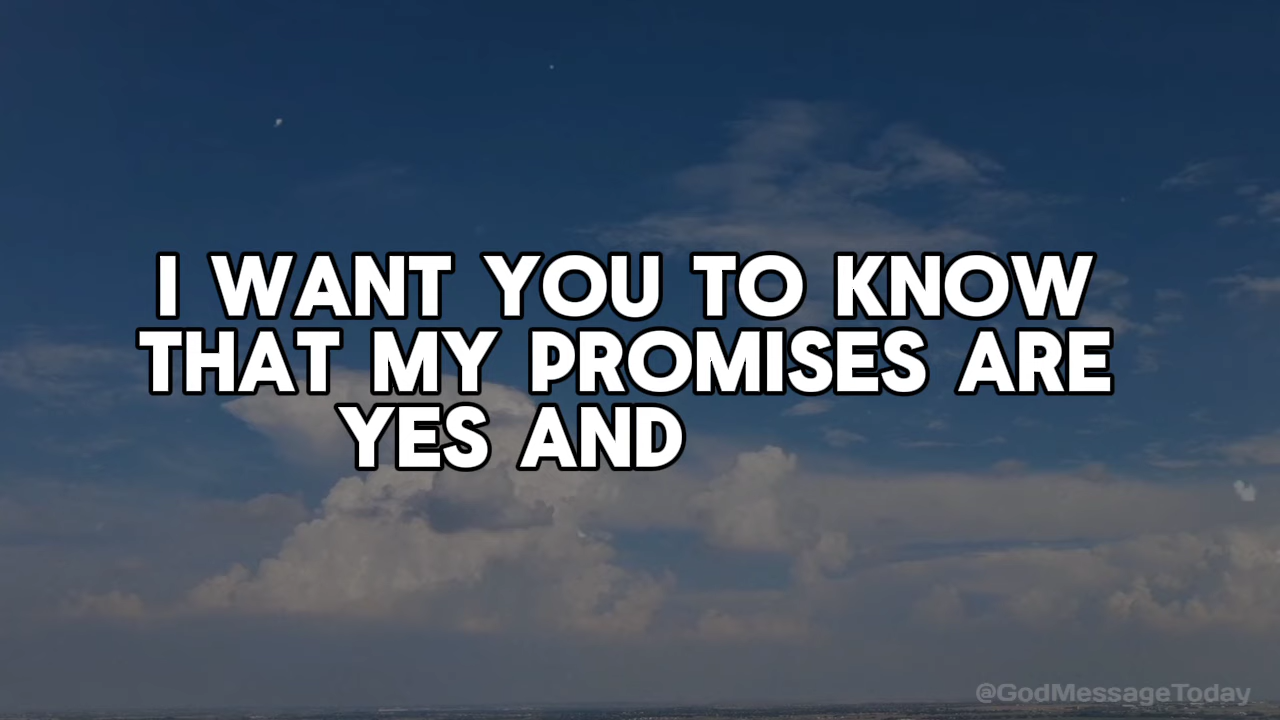 I WANT YOU TO KNOW
THAT MY PROMISES ARE
YES AND
@GodMessageToday